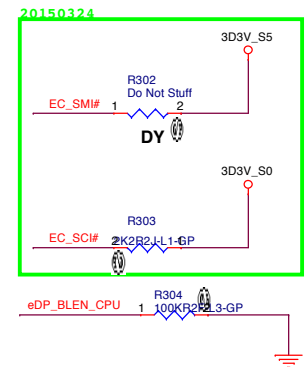 20150324
3D3V_S5
R302
Do Not Stuff
EC_SMI# 1 2
DY
3D3V_S0
R303
EC_SCI# 2K2R2J-L1-GP
R304
eDP_BLEN_CPU 1 100KR2F-L3-GP